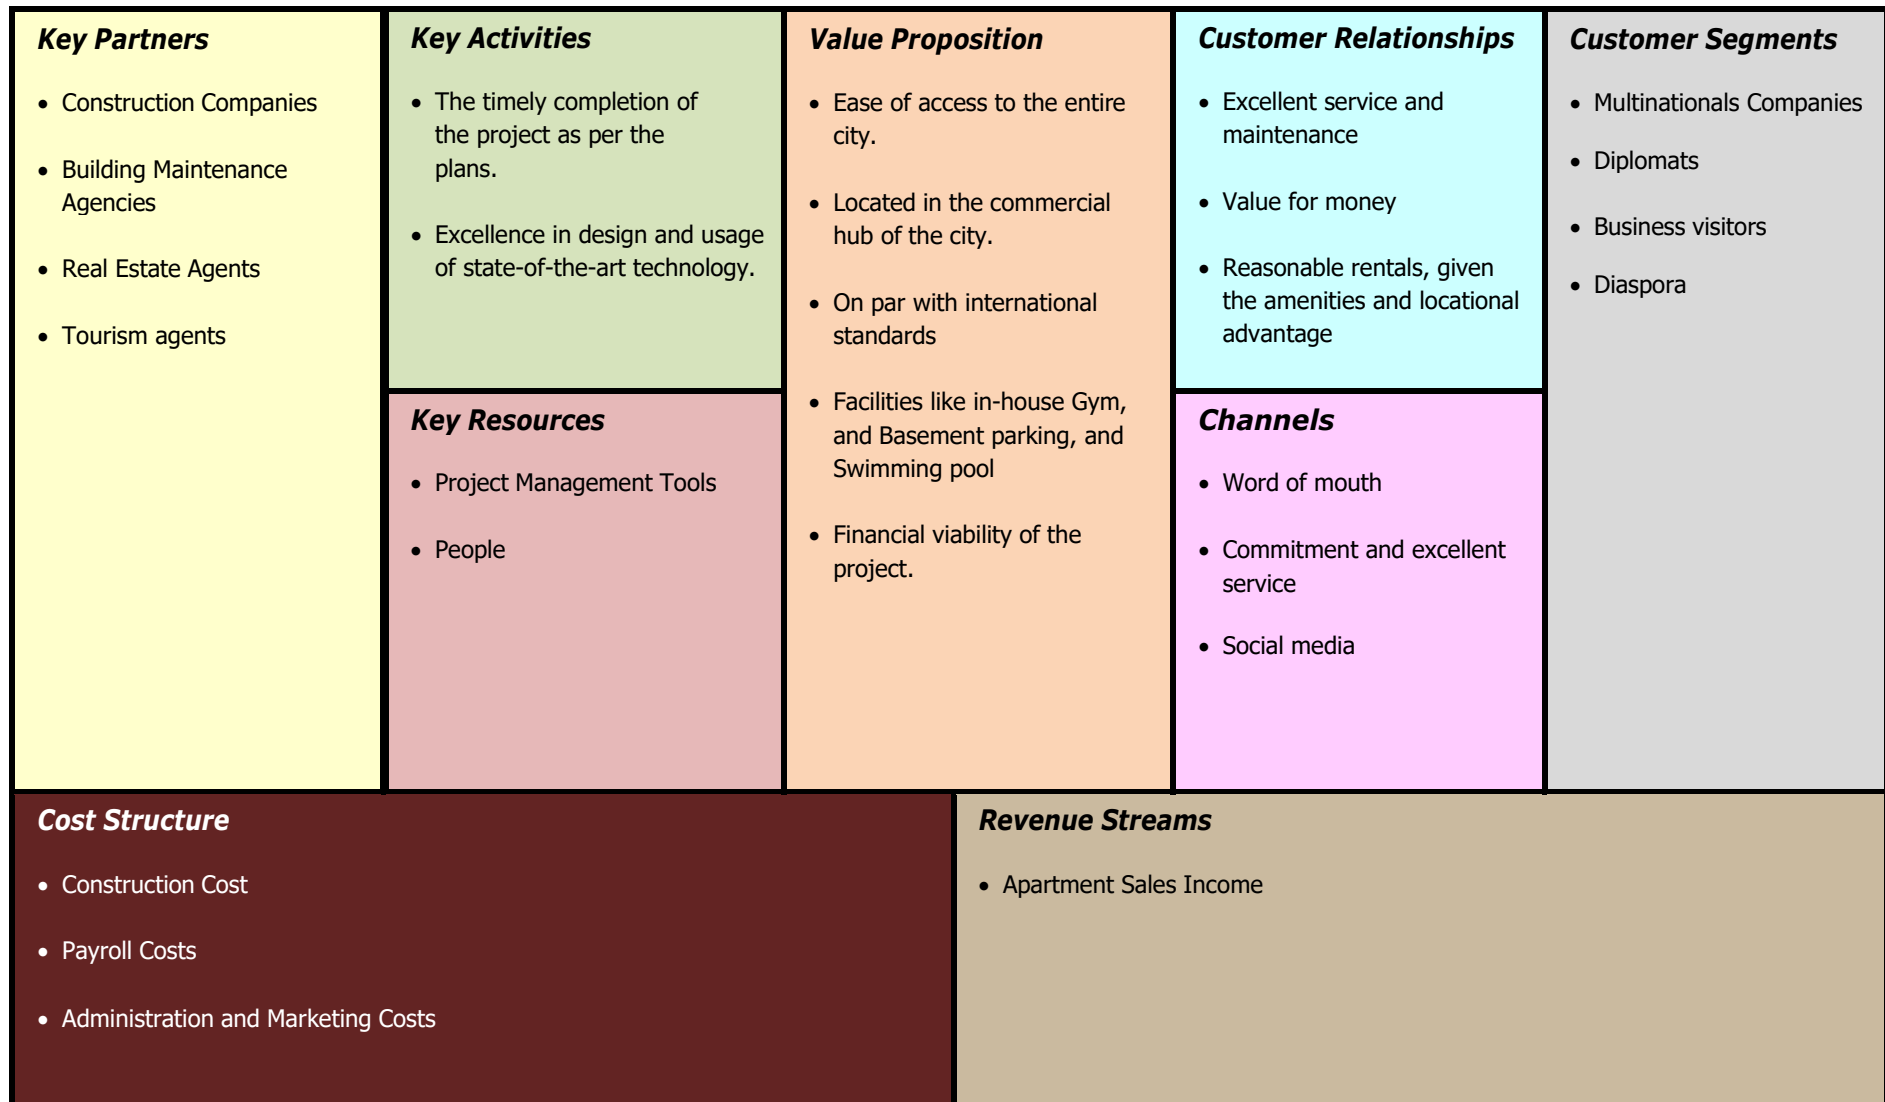 Key Partners
• Construction Companies
• Building Maintenance
Agencies
• Real Estate Agents
• Tourism agents
Key Activities
• The timely completion of
the project as per the
plans.
• Excellence in design and usage
of state-of-the-art technology.
Key Resources
• Project Management Tools
• People
Value Proposition
• Ease of access to the entire
city.
• Located in the commercial
hub of the city.
• On par with international
standards
• Facilities like in-house Gym,
and Basement parking, and
Swimming pool
• Financial viability of the
project.
Customer Relationships
• Excellent service and
maintenance
• Value for money
• Reasonable rentals, given
the amenities and locational
advantage
Channels
• Word of mouth
• Commitment and excellent
service
• Social media
Customer Segments
• Multinationals Companies
• Diplomats
• Business visitors
• Diaspora
Cost Structure
• Construction Cost
• Payroll Costs
• Administration and Marketing Costs
Revenue Streams
• Apartment Sales Income